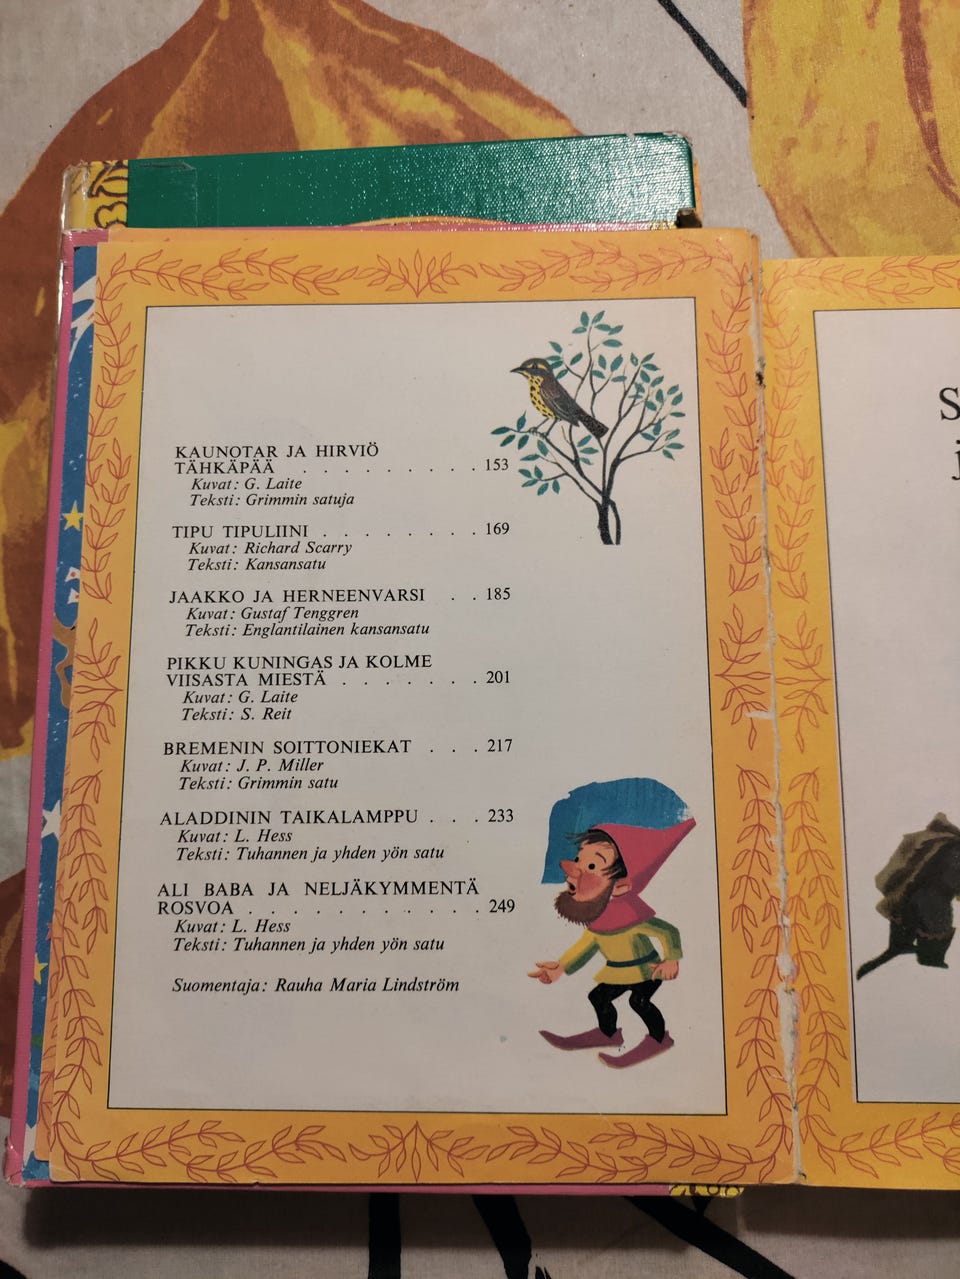 KAUNOTAR JA HIRVIÖ
TÄHKÄPÄÄ . . . . . . . . . 153
Kuvat: G. Laite
Teksti: Grimmin satuja
TIPU TIPULIINI . . . . . . . . 169
Kuvat: Richard Scarry
Teksti: Kansansatu
JAAKKO JA HERNEENVARSI . . 185
Kuvat: Gustaf Tenggren
Teksti: Englantilainen kansansatu
PIKKU KUNINGAS JA KOLME
VIISASTA MIESTÄ . . . . . . . 201
Kuvat: G. Laite
Teksti: S. Reit
BREMENIN SOITTONIEKAT . . . 217
Kuvat: J. P. Miller
Teksti: Grimmin satu
ALADDININ TAIKALAMPPU . . . 233
Kuvat: L. Hess
Teksti: Tuhannen ja yhden yön satu
ALI BABA JA NELJÄKYMMENTÄ
ROSVOA . . . . . . . . . . . 249
Kuvat: L. Hess
Teksti: Tuhannen ja yhden yön satu
Suomentaja: Rauha Maria Lindström